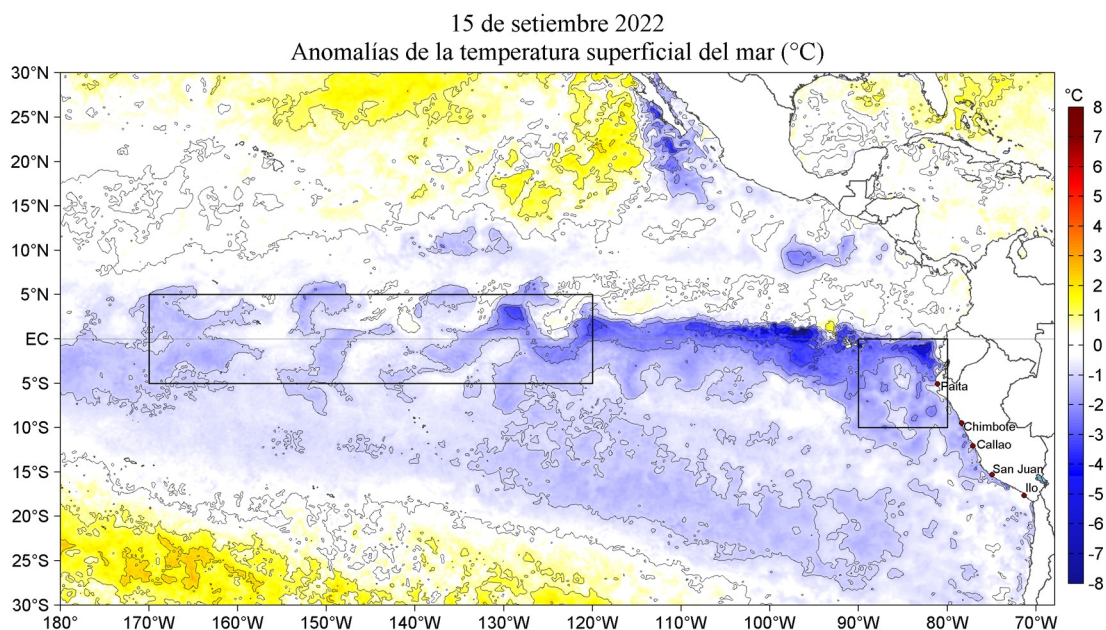 15 de setiembre 2022
Anomalías de la temperatura superficial del mar (°C)
30°N
25°N
20°N
15°N
10°N
5°N
EC
5°S
10°S
15°S
20°S
25°S
30°S
180 170°W 160°W 150°W 140°W 130°W 120°W 110°W 100°W 90°W 80°W 70°W
Paita
Chimbote
Callao
San Juan
Ilo
°C
8
7
6
5
4
3
2
1
0
-1
-2
-3
-4
-5
-6
-7
-8